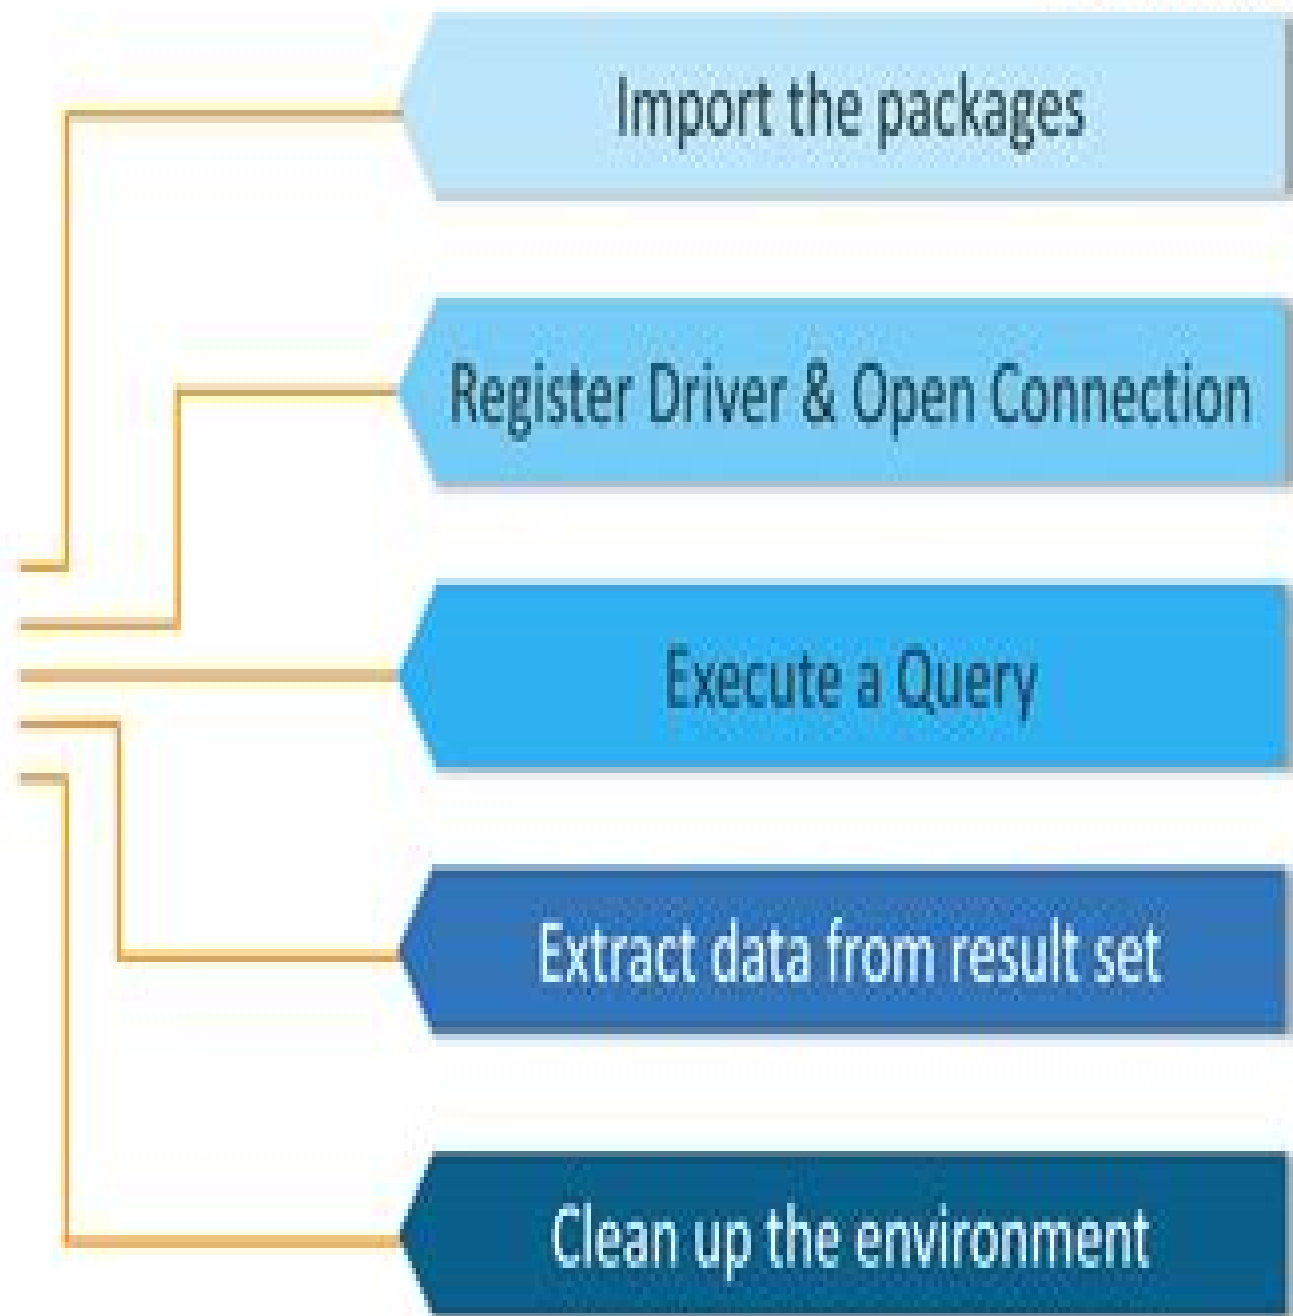 Import the packages
Register Driver & Open Connection
Execute a Query
Extract data from result set
Clean up the environment